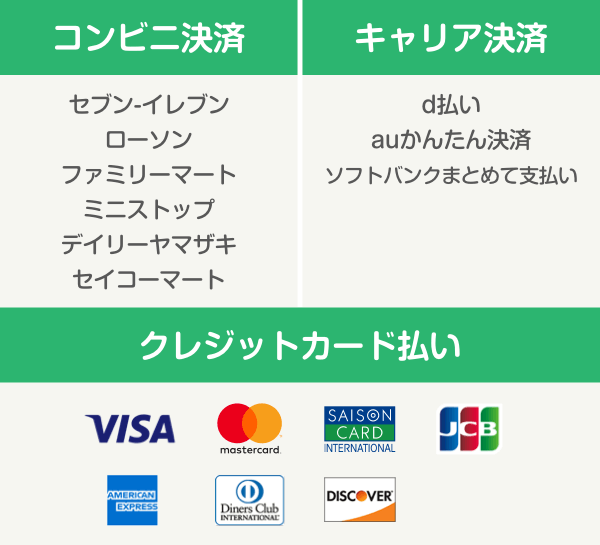 コンビニ決済
セブン-イレブン
ローソン
ファミリーマート
ミニストップ
デイリーヤマザキ
セイコーマート
キャリア決済
d払い
auかんたん決済
ソフトバンクまとめて支払い
クレジットカード払い
VISA
mastercard.
SAISON
CARD
INTERNATIONAL
JCB
AMERICAN
EXPRESS
Diners Club
INTERNATIONAL
DISCOVER